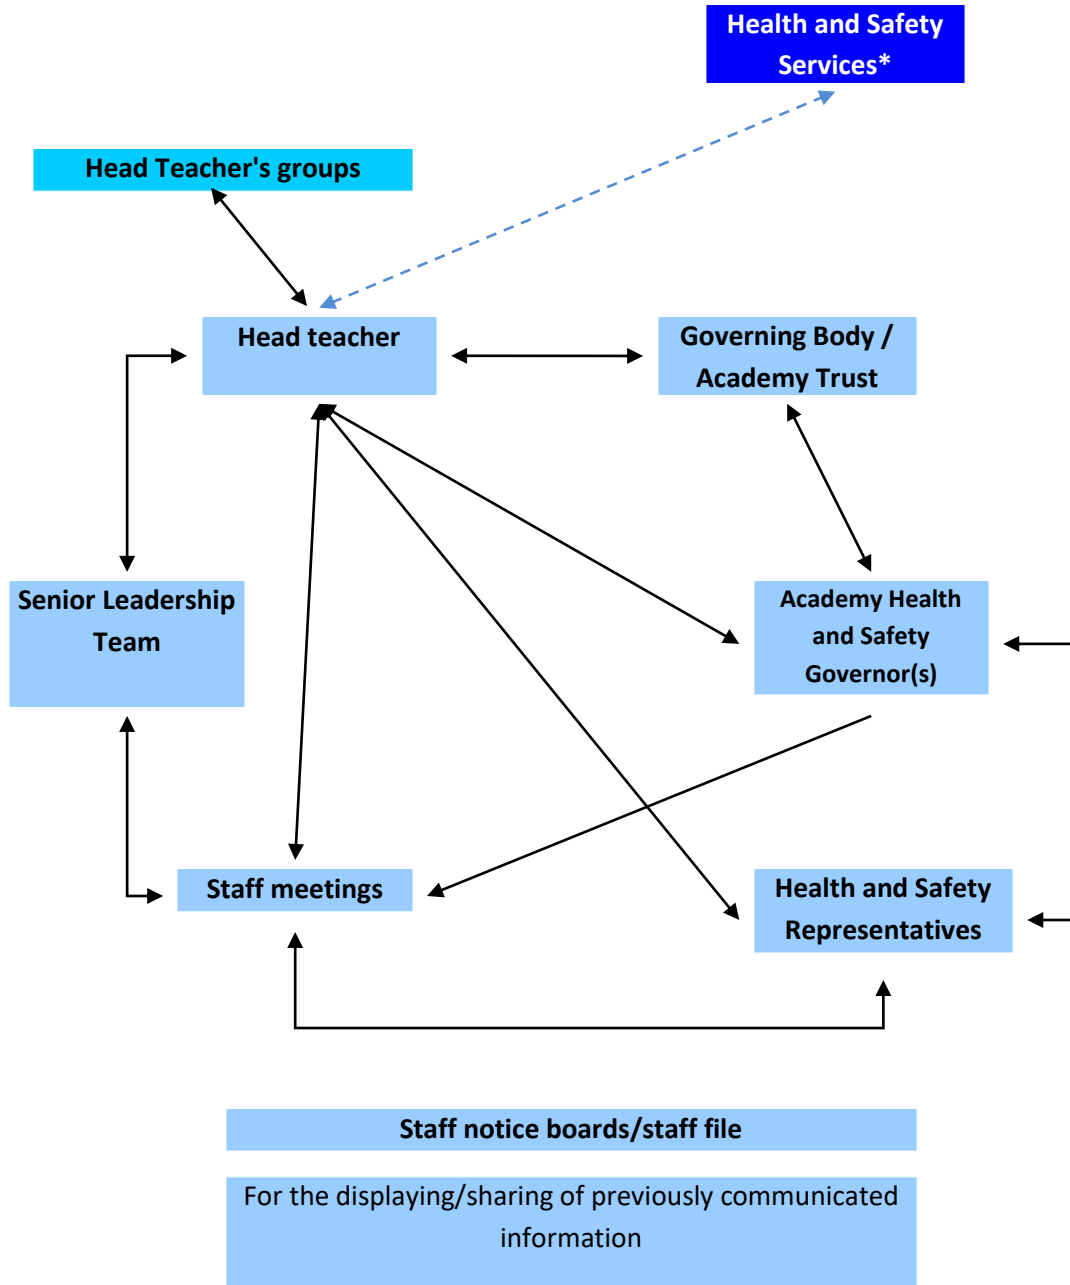 Health and Safety
Services*
Head Teacher's groups
Head teacher
Governing Body /
Academy Trust
Senior Leadership
Team
Academy Health
and Safety
Governor(s)
Staff meetings
Health and Safety
Representatives
Staff notice boards/staff file
For the displaying/sharing of previously communicated
information